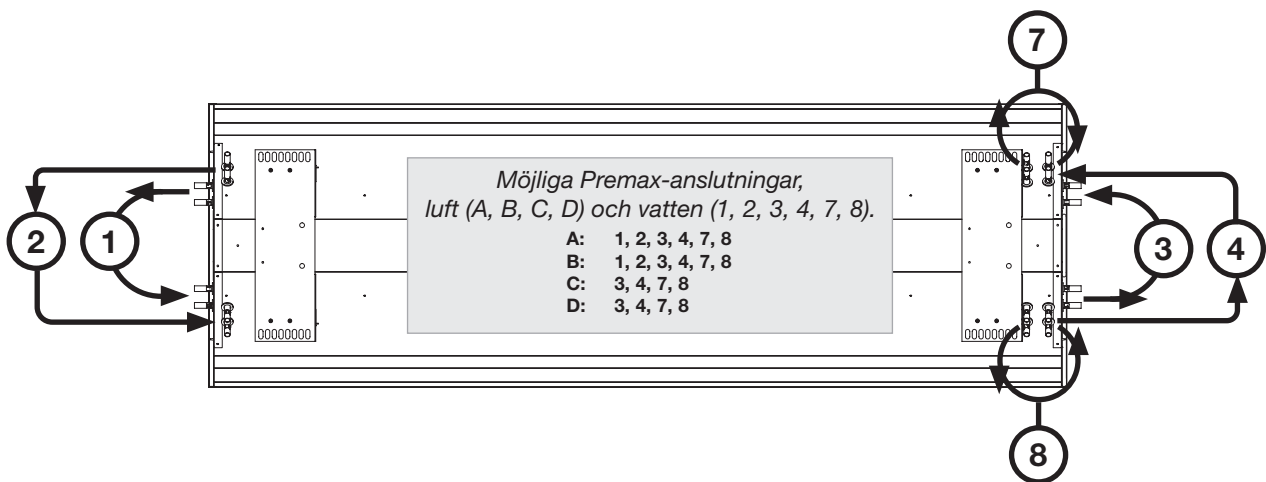 7
Möjliga Premax-anslutningar,
luft (A, B, C, D) och vatten (1, 2, 3, 4, 7, 8).
A: 1, 2, 3, 4, 7, 8
B: 1, 2, 3, 4, 7, 8
C: 3, 4, 7, 8
D: 3, 4, 7, 8
2
1
3
4
8